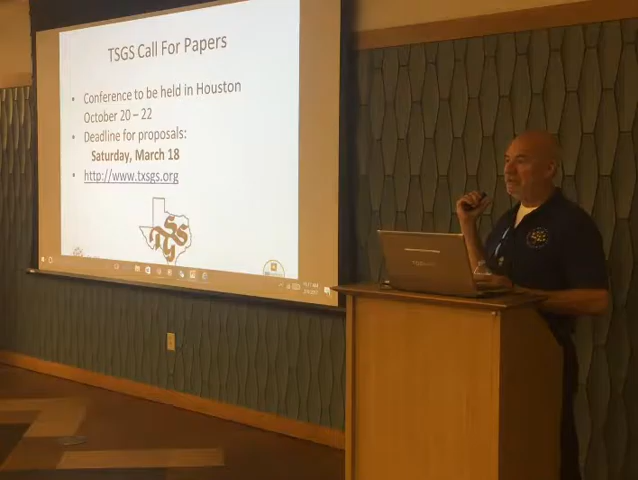 TSGS Call For Papers
• Conference to be held in Houston
October 20 – 22
• Deadline for proposals:
Saturday, March 18
• http://www.txsgs.org